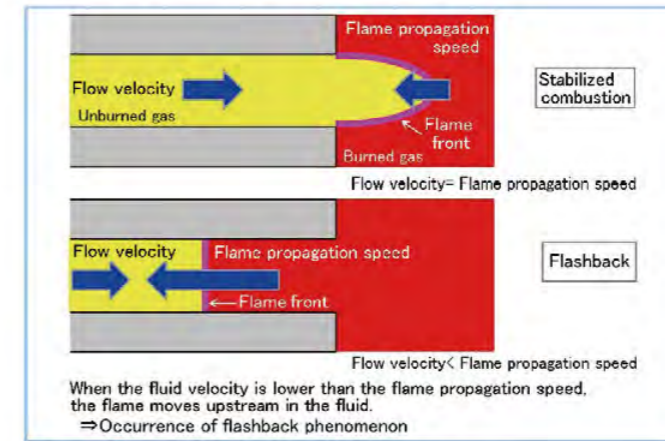 Flame propagation
speed
Flow velocity
Unburned gas
Flame
front
Burned gas
Stabilized
combustion
Flow velocity= Flame propagation speed
Flow velocity
Flame propagation speed
←Flame front
Flashback
Flow velocity< Flame propagation speed
When the fluid velocity is lower than the flame propagation speed,
the flame moves upstream in the fluid.
⇒Occurrence of flashback phenomenon